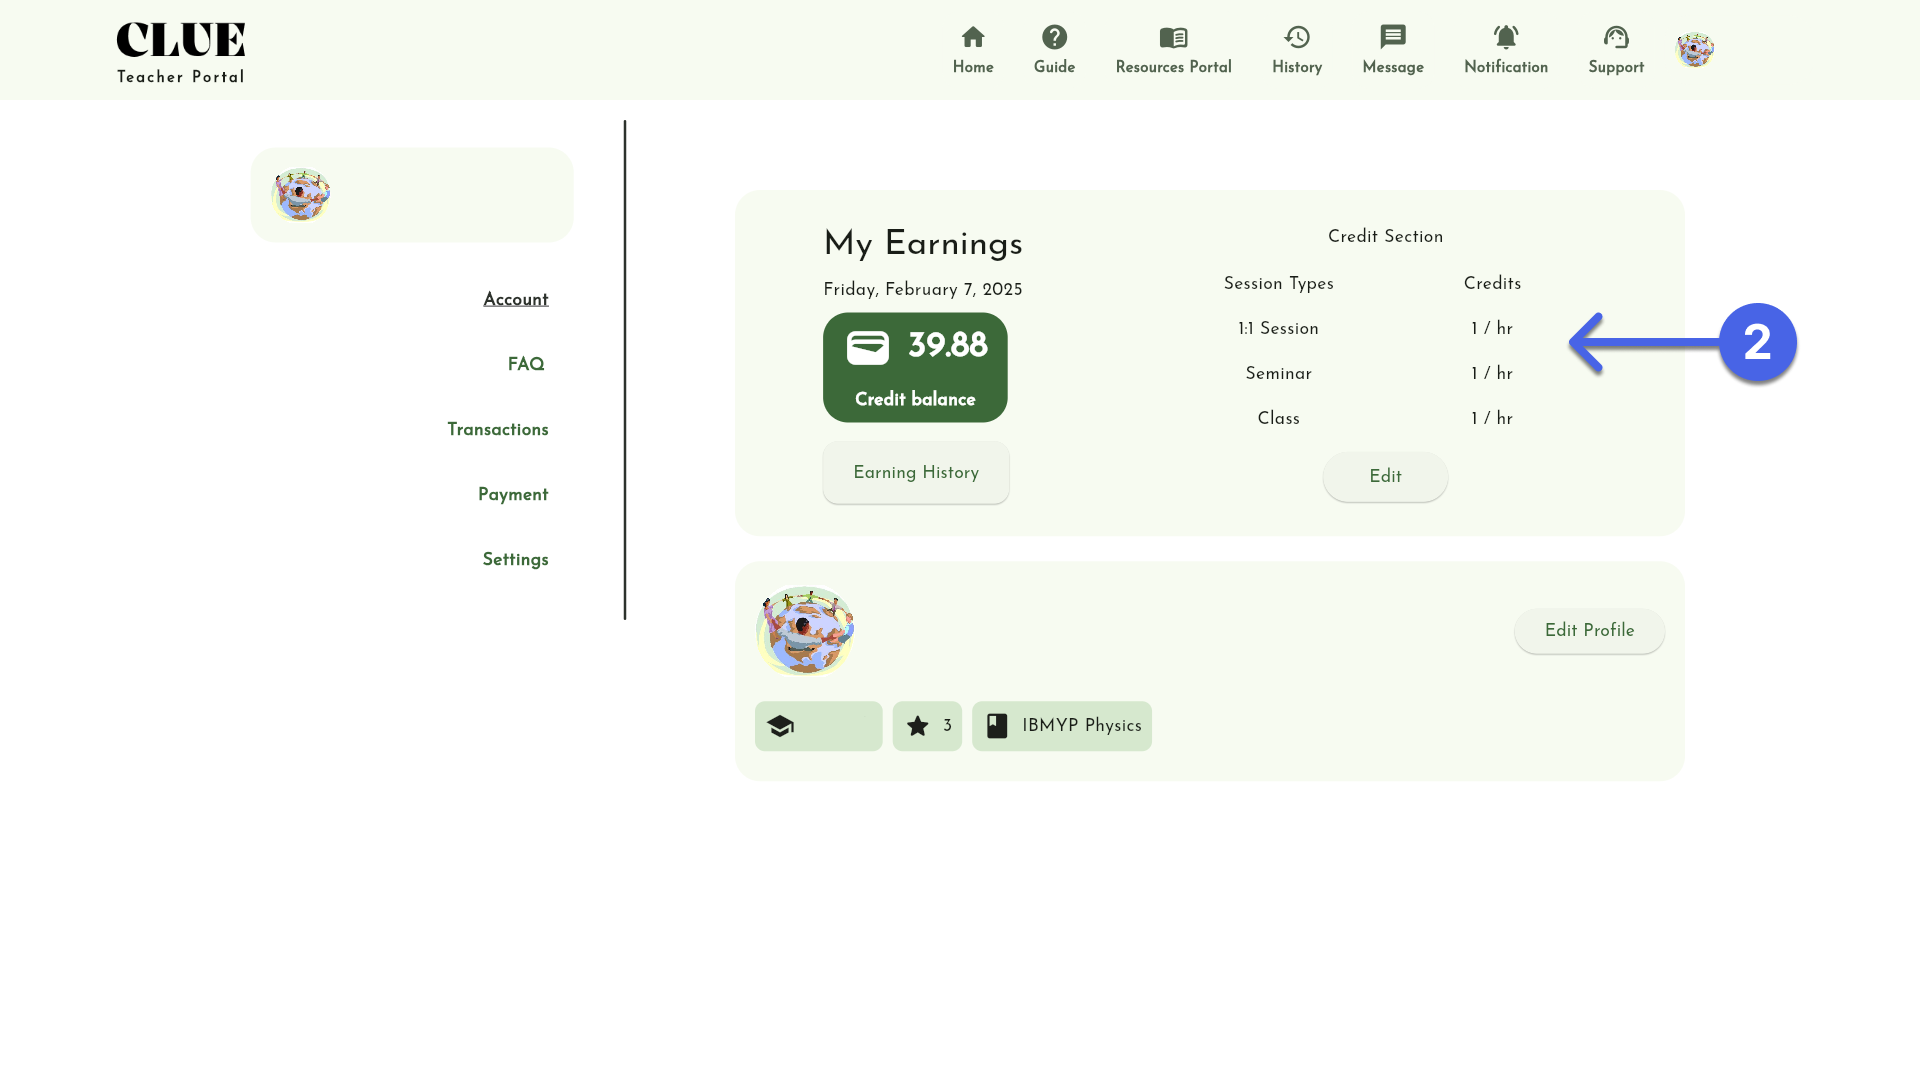 CLUE
Teacher Portal
Home
Guide
Resources Portal
History
Message
Notification
Support
Account
FAQ
Transactions
Payment
Settings
My Earnings
Friday, February 7, 2025
39.88
Credit balance
Earning History
Credit Section
Session Types Credits
1:1 Session 1 / hr
Seminar 1 / hr
Class 1 / hr
Edit
2
Edit Profile
3
IBMYP Physics